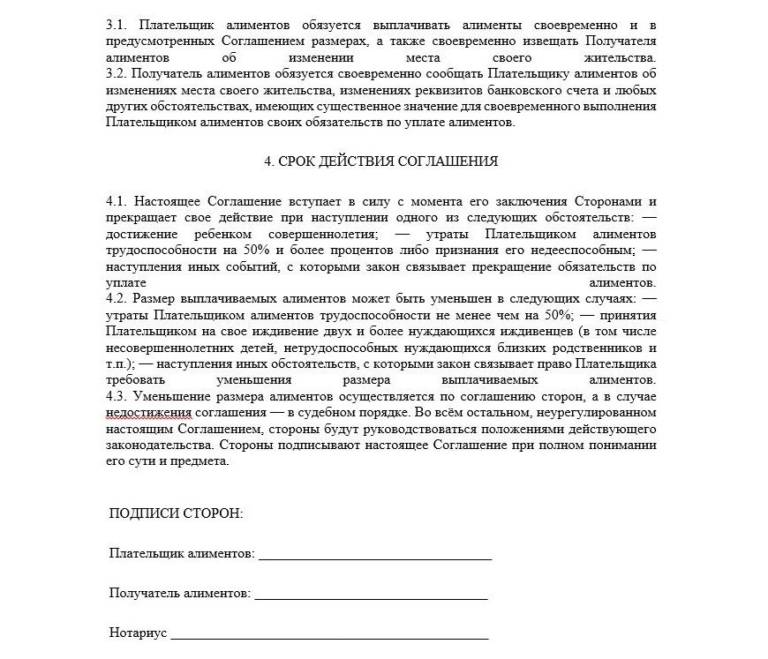 3.1. Плательщик алиментов обязуется выплачивать алименты своевременно и в
предусмотренных Соглашением размерах, а также своевременно извещать Получателя
алиментов об изменении места своего жительства.
3.2. Получатель алиментов обязуется своевременно сообщать Плательщику алиментов об
изменениях места своего жительства, изменениях реквизитов банковского счета и любых
других обстоятельствах, имеющих существенное значение для своевременного выполнения
Плательщиком алиментов своих обязательств по уплате алиментов.
4. СРОК ДЕЙСТВИЯ СОГЛАШЕНИЯ
4.1. Настоящее Соглашение вступает в силу с момента его заключения Сторонами и
прекращает свое действие при наступлении одного из следующих обстоятельств: —
достижение ребенком совершеннолетия; — утраты Плательщиком алиментов
трудоспособности на 50% и более процентов либо признания его недееспособным; —
наступления иных событий, с которыми закон связывает прекращение обязательств по
уплате алиментов.
4.2. Размер выплачиваемых алиментов может быть уменьшен в следующих случаях: —
утраты Плательщиком алиментов трудоспособности не менее чем на 50%; — принятия
Плательщиком на свое иждивение двух и более нуждающихся иждивенцев (в том числе
несовершеннолетних детей, нетрудоспособных нуждающихся близких родственников и
т.п.); — наступления иных обстоятельств, с которыми закон связывает право Плательщика
требовать уменьшения размера выплачиваемых алиментов.
4.3. Уменьшение размера алиментов осуществляется по соглашению сторон, а в случае
недостижения соглашения — в судебном порядке. Во всём остальном, неурегулированном
настоящим Соглашением, стороны будут руководствоваться положениями действующего
законодательства. Стороны подписывают настоящее Соглашение при полном понимании
его сути и предмета.
ПОДПИСИ СТОРОН:
Плательщик алиментов: ___________________________________
Получатель алиментов: ___________________________________
Нотариус ________________________________________________